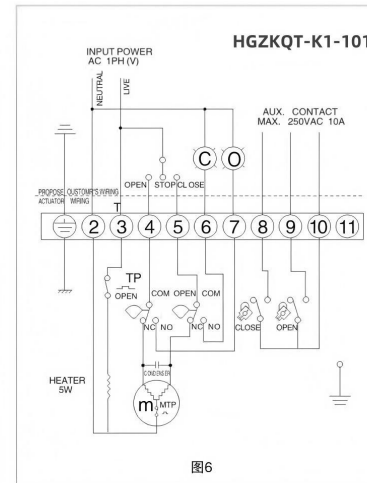 HGZKQT-K1-101
INPUT POWER
AC 1PH (V)
NEUTRAL
LIVE
AUX. CONTACT
MAX. 250VAC 10A
C O
OPEN STOP CLOSE
PROPOSE QUSTOMR'S WIRING
ACTUATOR WIRING
T
2 3 4 5 6 7 8 9 10 11
TP
OPEN
COM OPEN COM
NC NO NC NO
CLOSE OPEN
CONDENSER
HEATER
5W
m MTP
图6